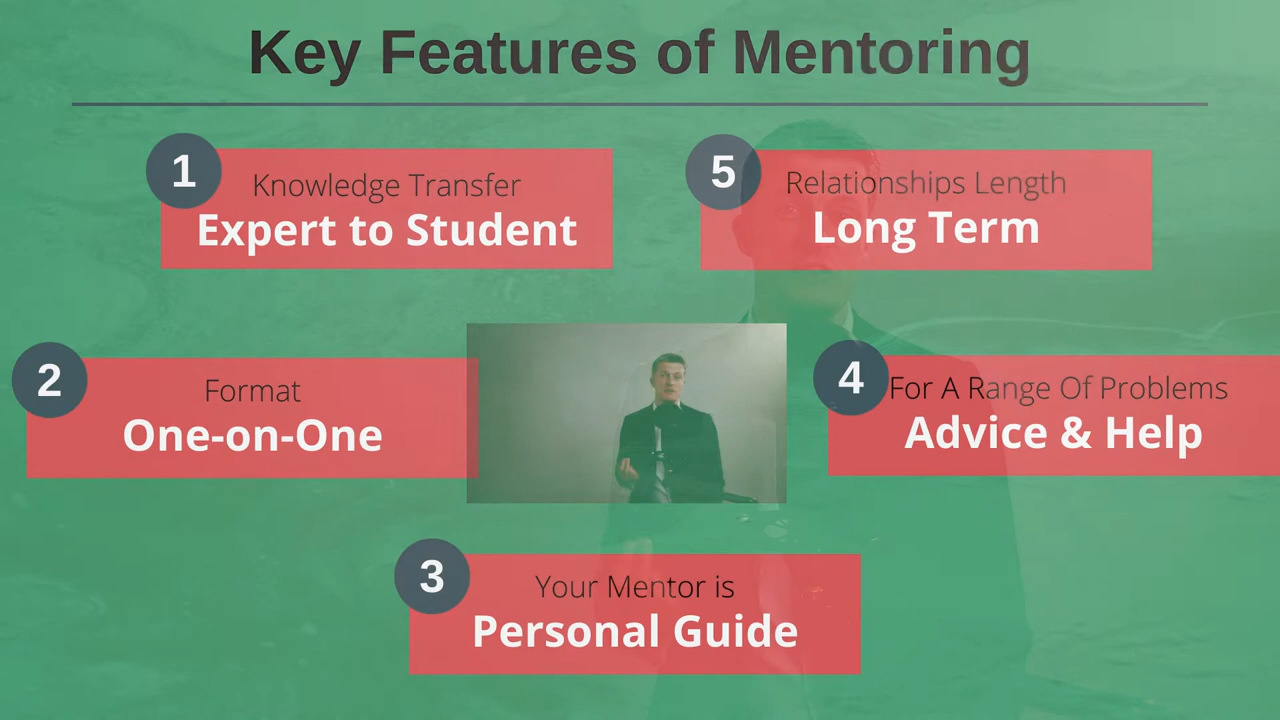 Key Features of Mentoring
1
Knowledge Transfer
Expert to Student
2
Format
One-on-One
3
Your Mentor is
Personal Guide
4
For A Range Of Problems
Advice & Help
5
Relationships Length
Long Term